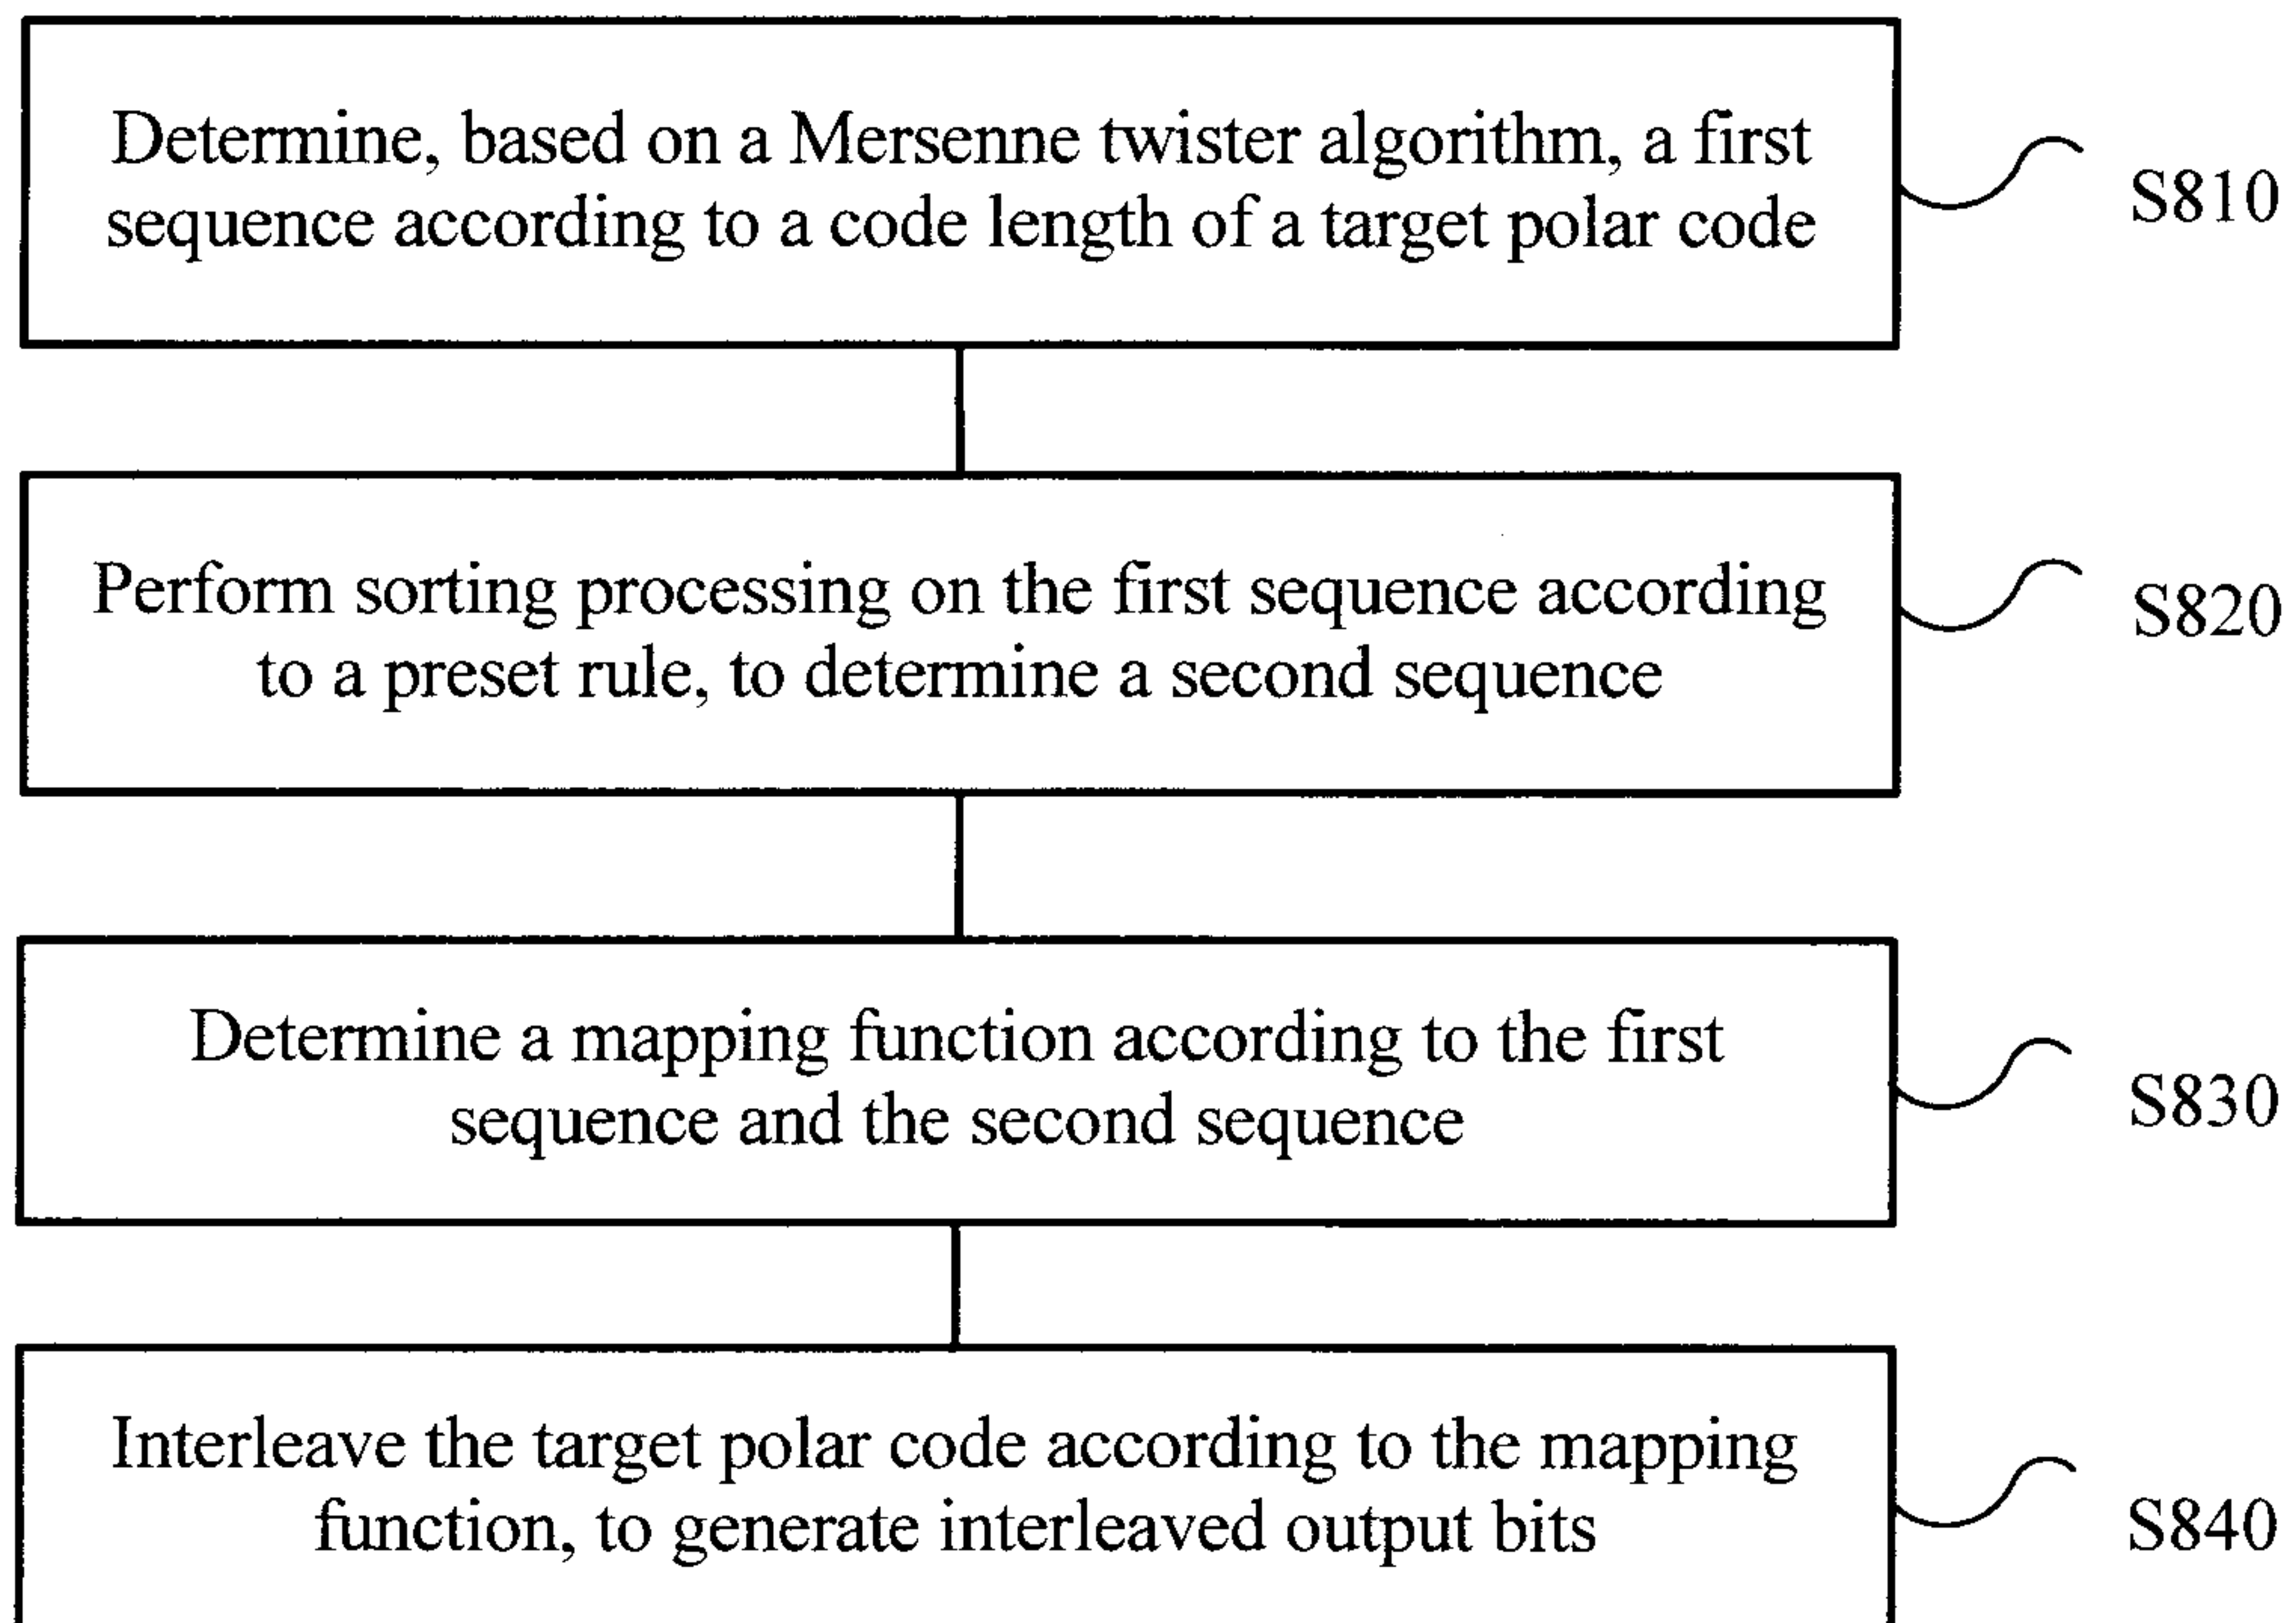 Determine, based on a Mersenne twister algorithm, a first
sequence according to a code length of a target polar code
S810
Perform sorting processing on the first sequence according
to a preset rule, to determine a second sequence
S820
Determine a mapping function according to the first
sequence and the second sequence
S830
Interleave the target polar code according to the mapping
function, to generate interleaved output bits
S840